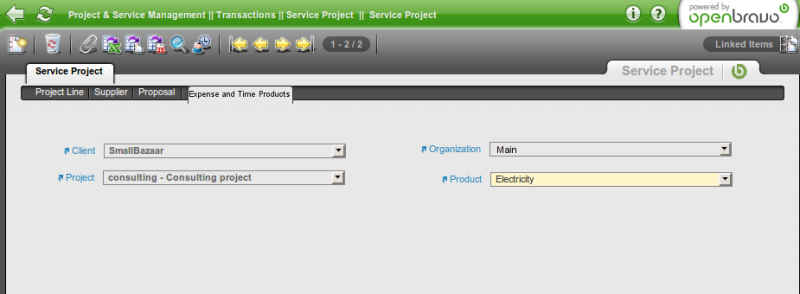 Project & Service Management || Transactions || Service Project || Service Project
powered by
openbravo
1 - 2 / 2
Linked Items
Service Project
Service Project
Project Line Supplier Proposal Expense and Time Products
Client SmallBazaar Organization Main
Project consulting - Consulting project Product Electricity